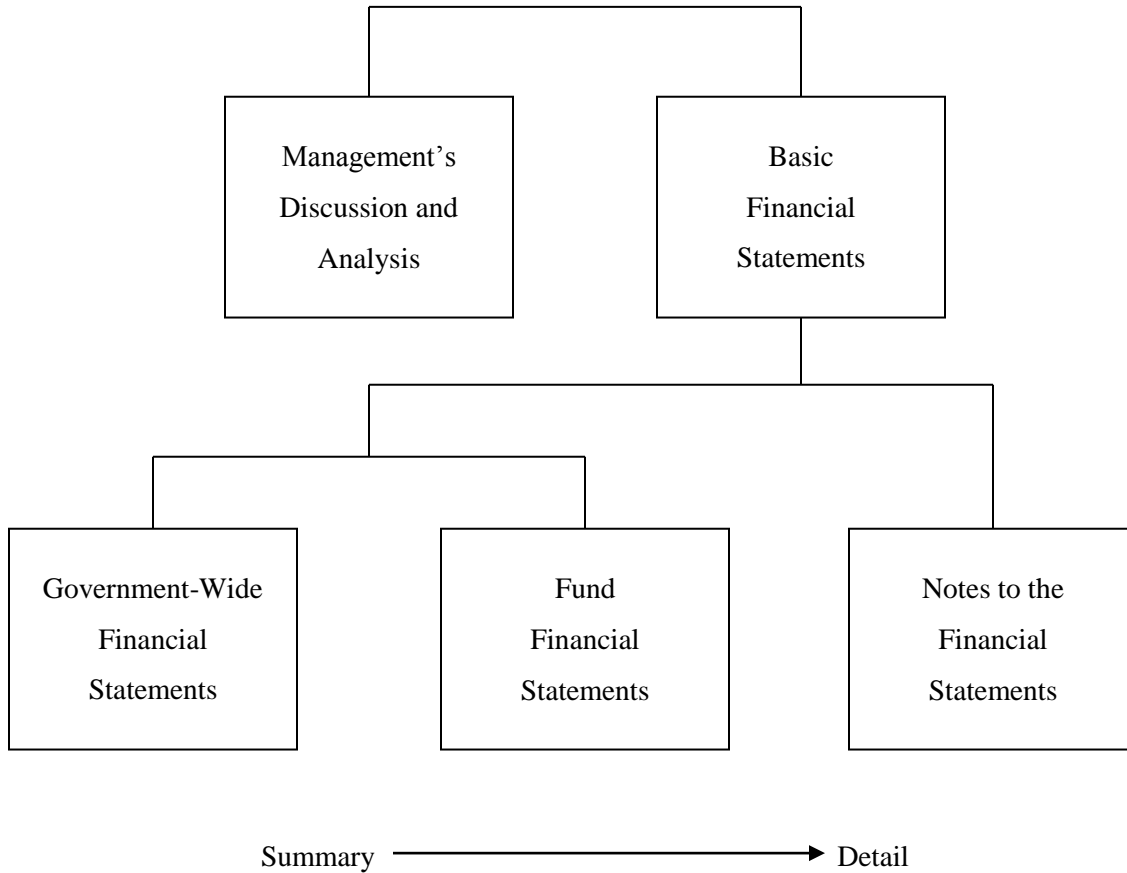 Management’s
Discussion and
Analysis
Basic
Financial
Statements
Government-Wide
Financial
Statements
Fund
Financial
Statements
Notes to the
Financial
Statements
Summary
Detail